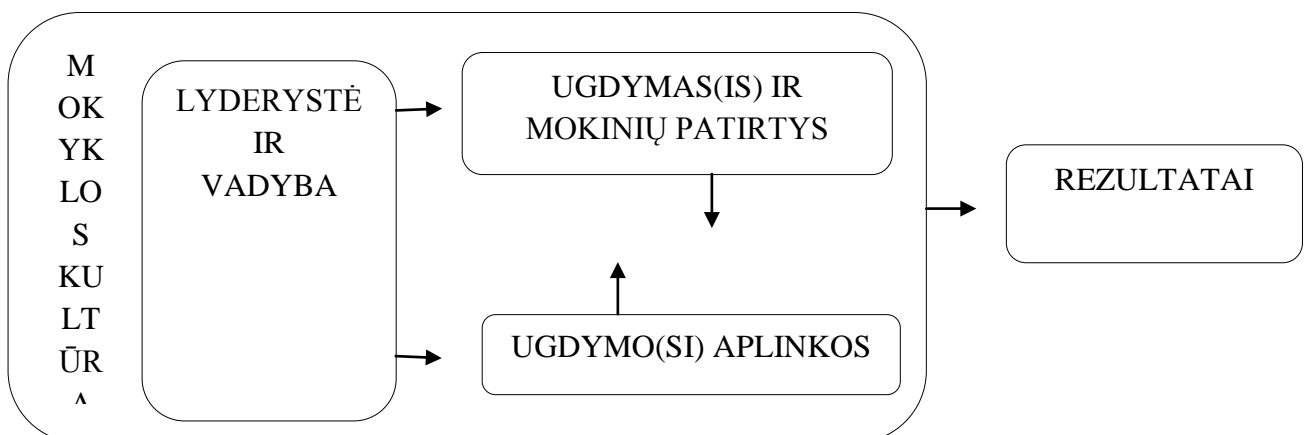 M
OK
YK
LO
S
KU
LT
ŪR
A
LYDERYSTĖ
IR
VADYBA
UGDYMAS(IS) IR
MOKINIŲ PATIRTYS
UGDYMO(SI) APLINKOS
REZULTATAI